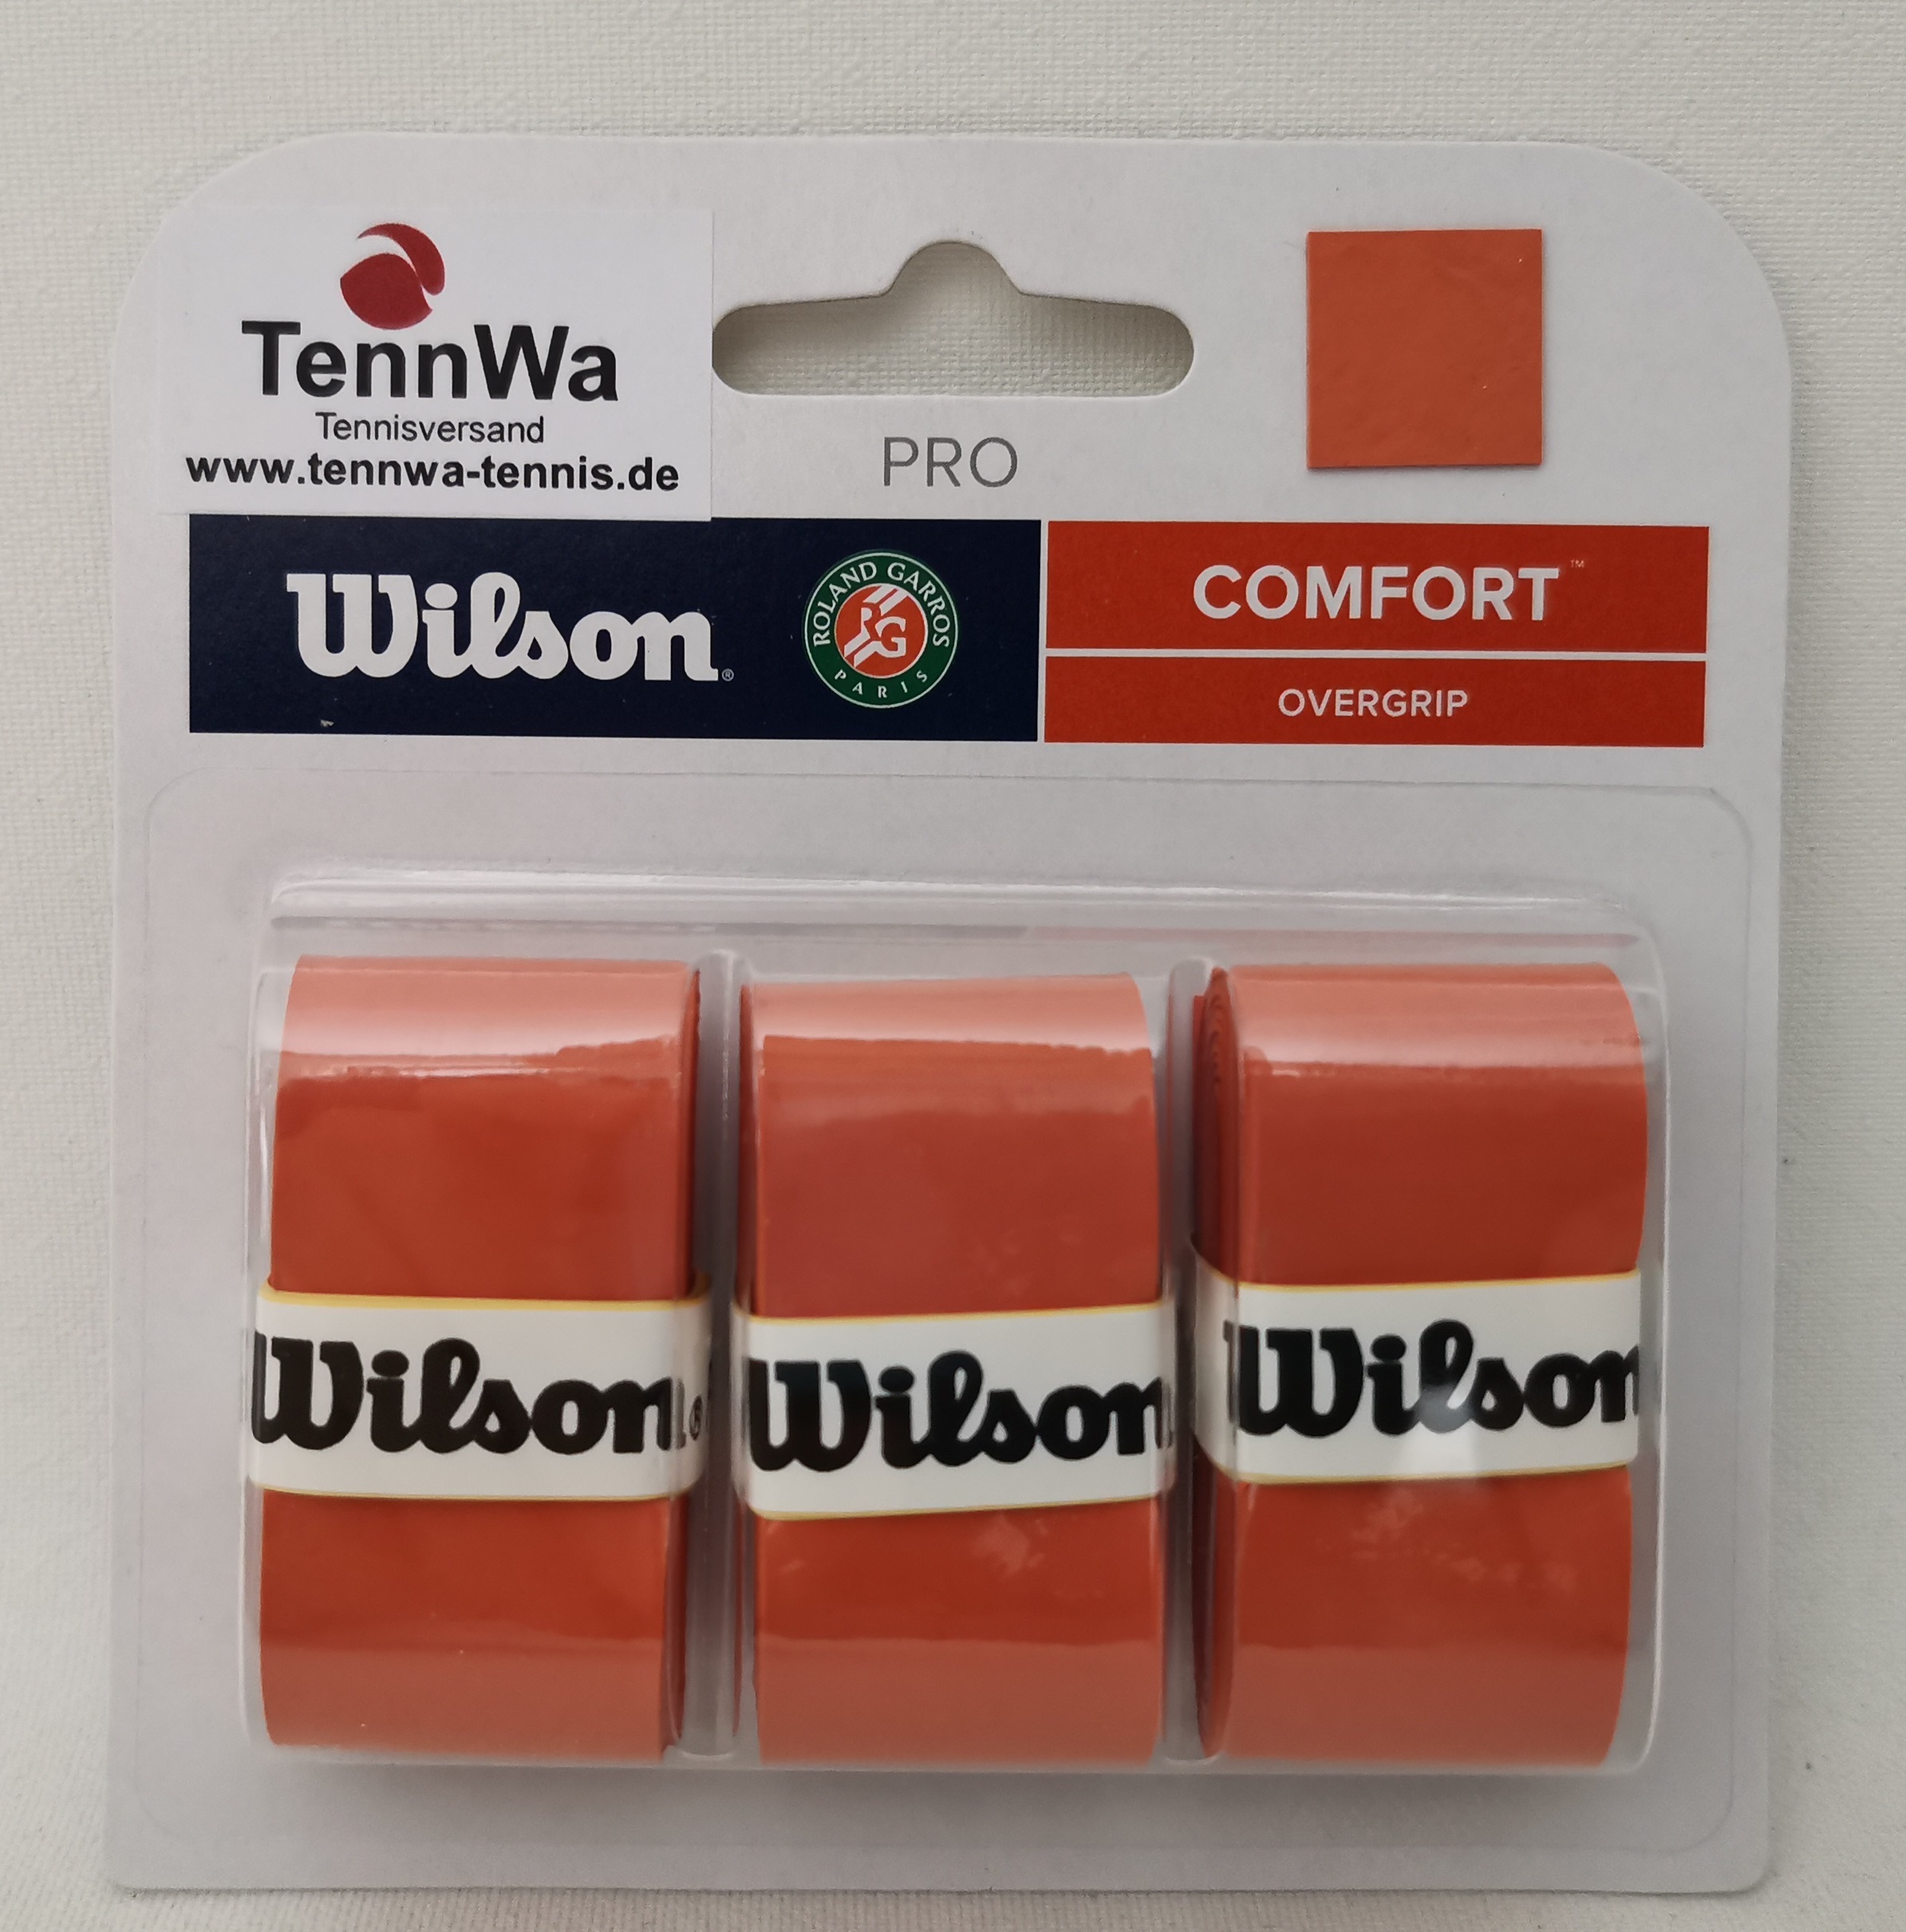 TennWa
Tennisversand
www.tennwa-tennis.de
PRO
Wilson®
ROLAND GARROS
RG
PARIS
COMFORT™
OVERGRIP
Wilson®
Wilson
Wilson